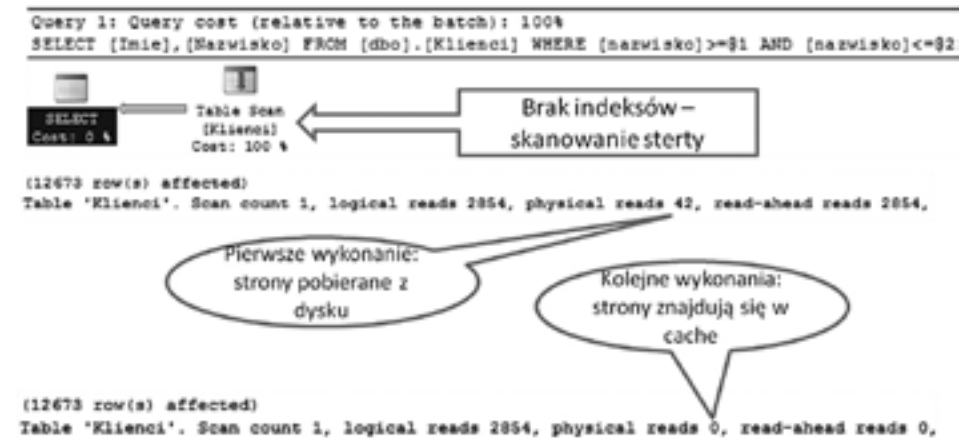 Query 1: Query cost (relative to the batch): 100%
SELECT [Imie],[Nazwisko] FROM [dbo].[Klienci] WHERE [nazwisko]>=@1 AND [nazwisko]<=@2
SELECT
Cost: 0 %
Table Scan
[Klienci]
Cost: 100 %
Brak indeksów –
skanowanie sterty
(12673 row(s) affected)
Table 'Klienci'. Scan count 1, logical reads 2854, physical reads 42, read-ahead reads 2854,
Pierwsze wykonanie:
strony pobierane z
dysku
Kolejne wykonania:
strony znajdują się w
cache
(12673 row(s) affected)
Table 'Klienci'. Scan count 1, logical reads 2854, physical reads 0, read-ahead reads 0,